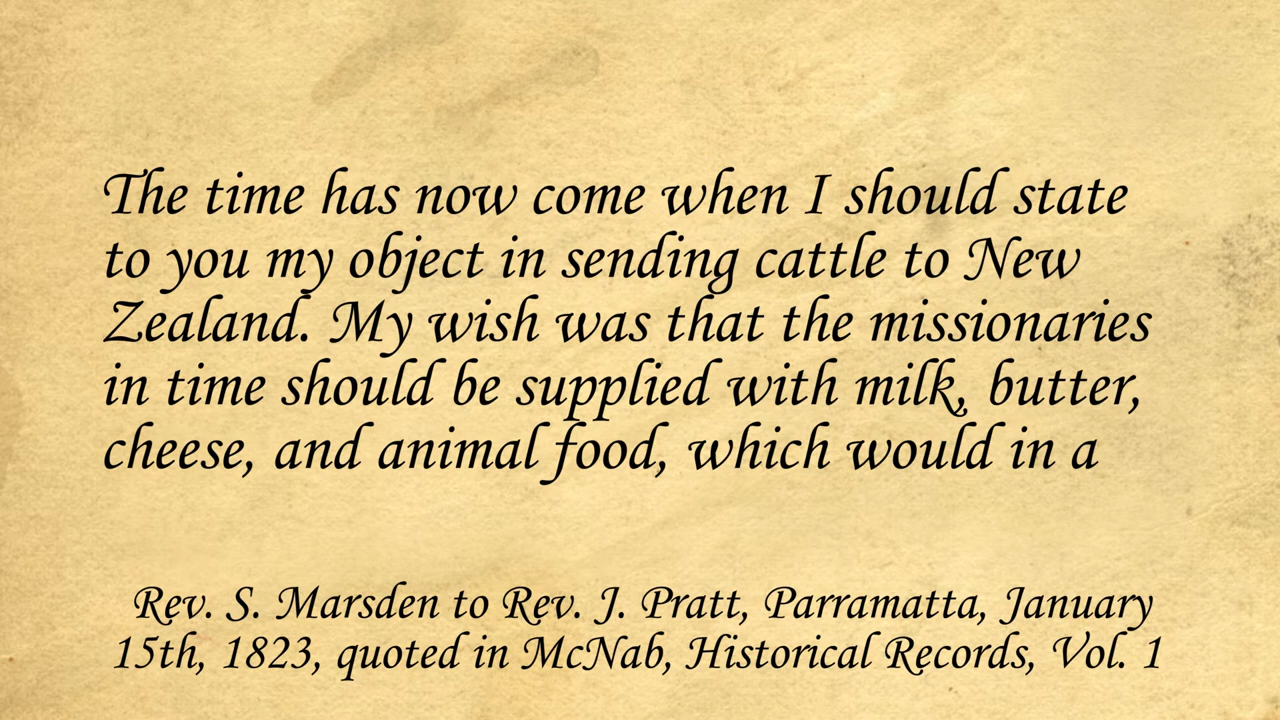 The time has now come when I should state
to you my object in sending cattle to New
Zealand. My wish was that the missionaries
in time should be supplied with milk, butter,
cheese, and animal food, which would in a
Rev. S. Marsden to Rev. J. Pratt, Parramatta, January
15th, 1823, quoted in McNab, Historical Records, Vol. 1